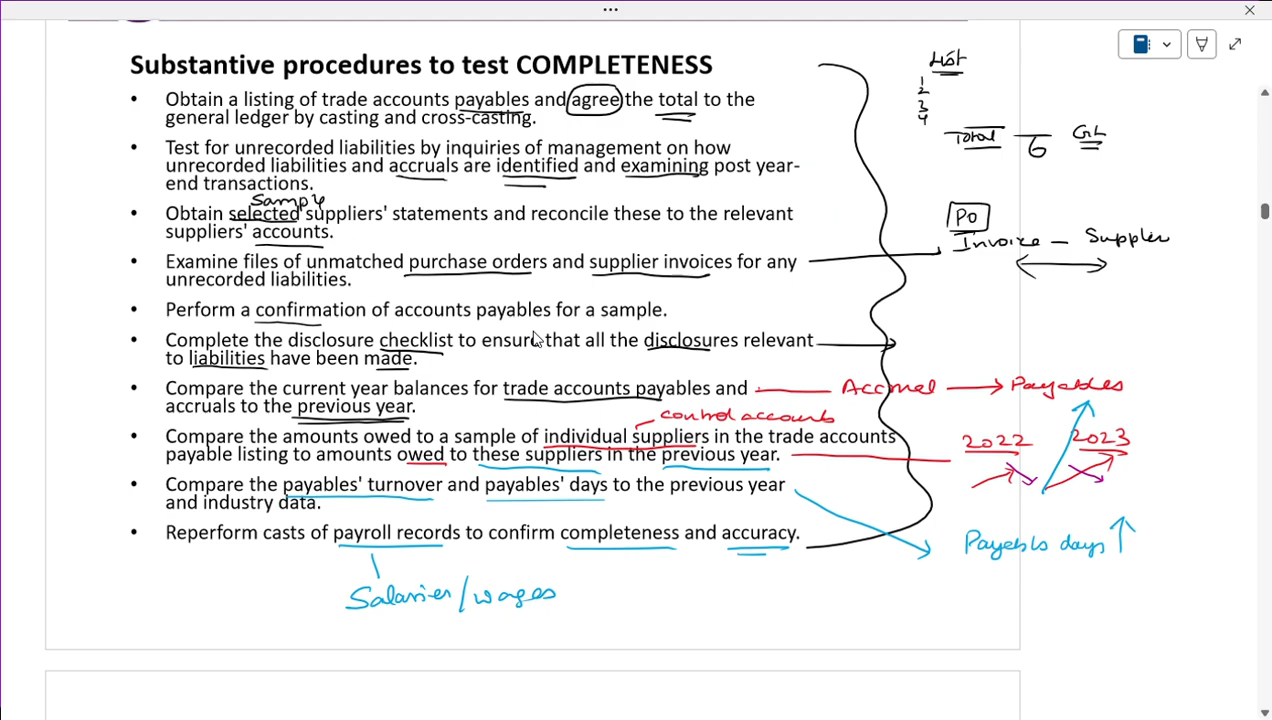 Substantive procedures to test COMPLETENESS
• Obtain a listing of trade accounts payables and agree the total to the
general ledger by casting and cross-casting.
• Test for unrecorded liabilities by inquiries of management on how
unrecorded liabilities and accruals are identified and examining post year-
end transactions.
Sample
• Obtain selected suppliers' statements and reconcile these to the relevant
suppliers' accounts.
• Examine files of unmatched purchase orders and supplier invoices for any
unrecorded liabilities.
• Perform a confirmation of accounts payables for a sample.
• Complete the disclosure checklist to ensure that all the disclosures relevant
to liabilities have been made.
• Compare the current year balances for trade accounts payables and
accruals to the previous year.
control accounts
• Compare the amounts owed to a sample of individual suppliers in the trade accounts
payable listing to amounts owed to these suppliers in the previous year.
• Compare the payables' turnover and payables' days to the previous year
and industry data.
• Reperform casts of payroll records to confirm completeness and accuracy.
Salaries/wages
List
1
2
3
4
Total 6 GL
PO
Invoice — Supplier
Accrual → Payables
2022 2023
Payable days ↑